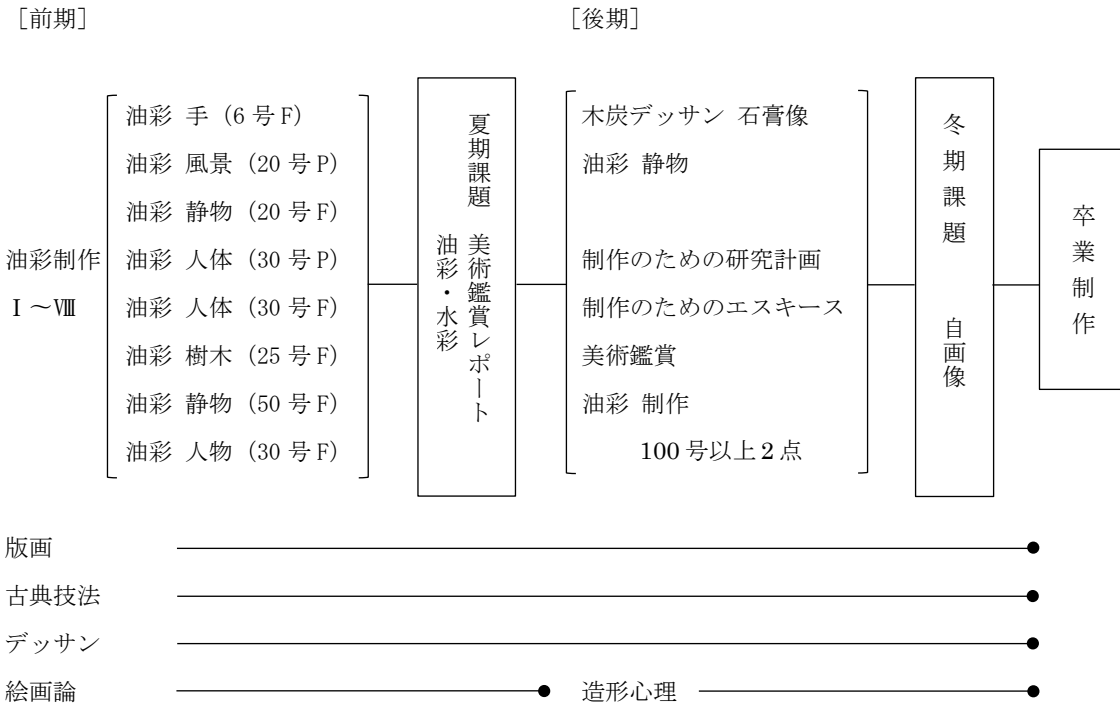 ［前期］
［後期］
油彩制作
Ⅰ～Ⅷ
油彩 手（6号F）
油彩 風景（20号P）
油彩 静物（20号F）
油彩 人体（30号P）
油彩 人体（30号F）
油彩 樹木（25号F）
油彩 静物（50号F）
油彩 人物（30号F）
夏期課題 美術鑑賞レポート
油彩・水彩
木炭デッサン 石膏像
油彩 静物
制作のための研究計画
制作のためのエスキース
美術鑑賞
油彩 制作
100号以上2点
冬期課題 自画像
卒業制作
版画
古典技法
デッサン
絵画論
造形心理